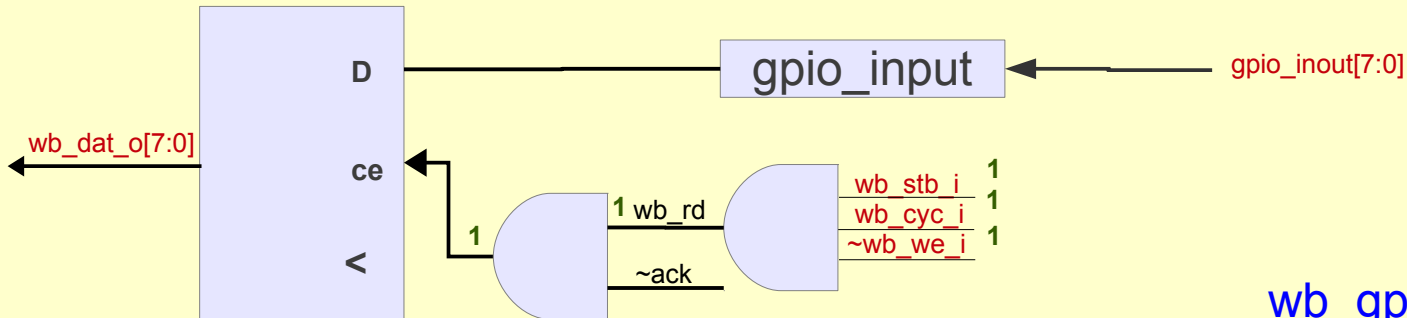 D
gpio_input
gpio_inout[7:0]
wb_dat_o[7:0]
ce
1
wb_stb_i
1
1 wb_rd
wb_cyc_i
1
1
~wb_we_i
<
~ack